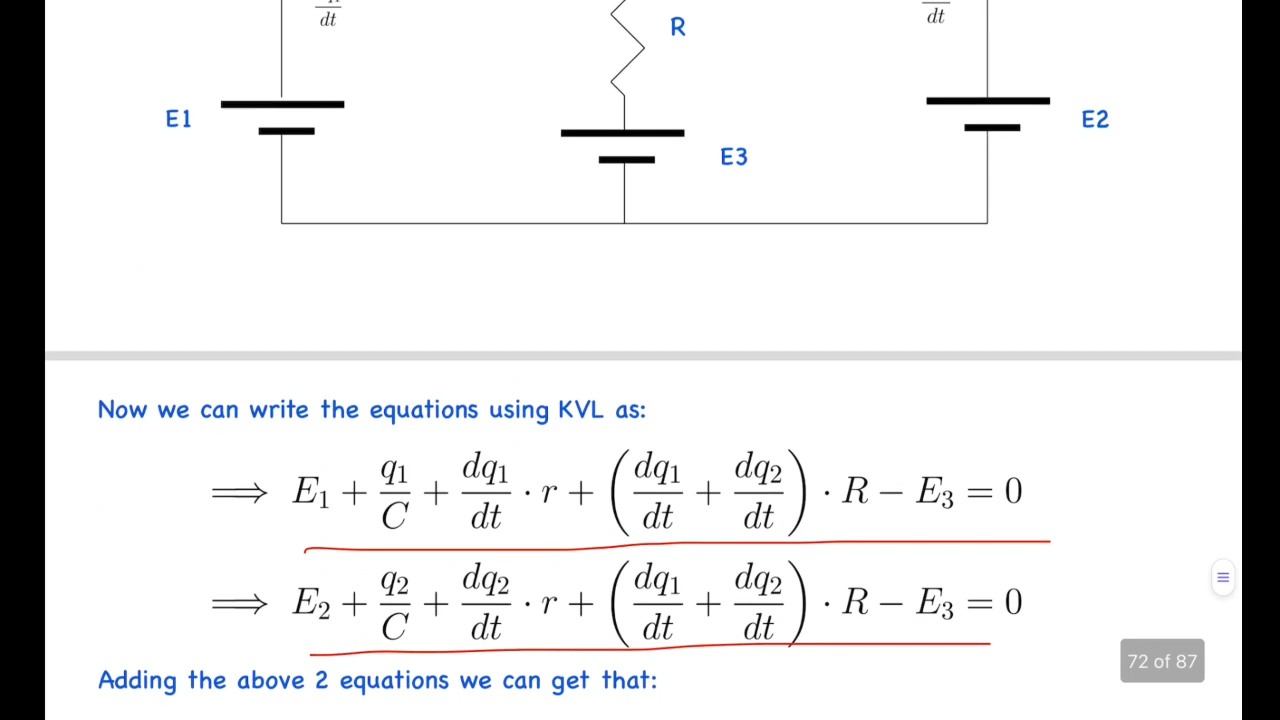 dt
R
dt
E1
E3
E2
Now we can write the equations using KVL as:
⟹ E₁ + q₁/C + dq₁/dt · r + (dq₁/dt + dq₂/dt) · R − E₃ = 0
⟹ E₂ + q₂/C + dq₂/dt · r + (dq₁/dt + dq₂/dt) · R − E₃ = 0
72 of 87
Adding the above 2 equations we can get that: